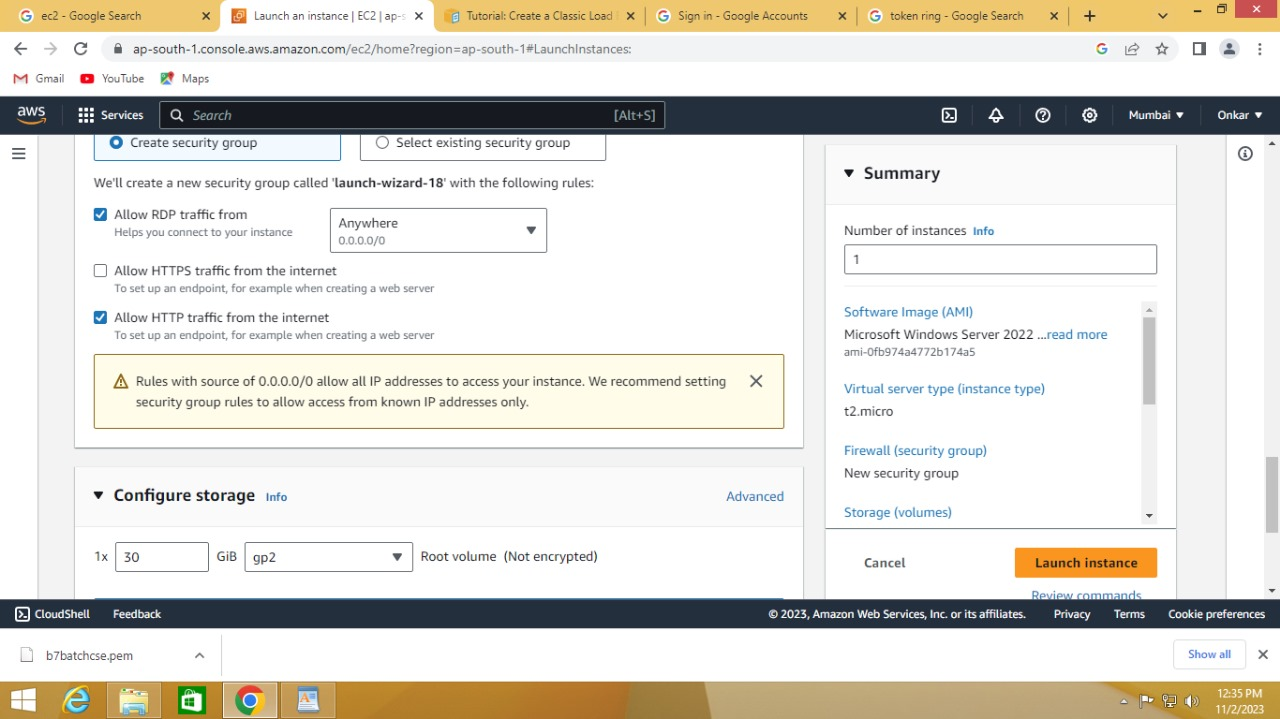 ec2 - Google Search
Launch an instance | EC2 | ap-s
Tutorial: Create a Classic Load
Sign in - Google Accounts
token ring - Google Search
ap-south-1.console.aws.amazon.com/ec2/home?region=ap-south-1#LaunchInstances:
Gmail
YouTube
Maps
aws
Services
Search
[Alt+S]
Mumbai
Onkar
Create security group
Select existing security group
We'll create a new security group called 'launch-wizard-18' with the following rules:
Allow RDP traffic from
Helps you connect to your instance
Anywhere
0.0.0.0/0
Allow HTTPS traffic from the internet
To set up an endpoint, for example when creating a web server
Allow HTTP traffic from the internet
To set up an endpoint, for example when creating a web server
Rules with source of 0.0.0.0/0 allow all IP addresses to access your instance. We recommend setting
security group rules to allow access from known IP addresses only.
Configure storage Info
Advanced
1x 30 GiB gp2 Root volume (Not encrypted)
Summary
Number of instances Info
1
Software Image (AMI)
Microsoft Windows Server 2022 ...read more
ami-0fb974a4772b174a5
Virtual server type (instance type)
t2.micro
Firewall (security group)
New security group
Storage (volumes)
Cancel
Launch instance
Review commands
CloudShell
Feedback
© 2023, Amazon Web Services, Inc. or its affiliates.
Privacy
Terms
Cookie preferences
b7batchcse.pem
Show all
12:35 PM
11/2/2023